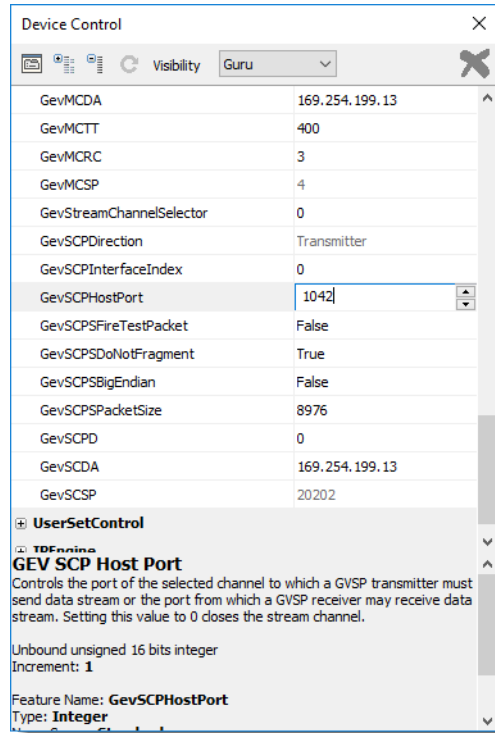 Device Control
Visibility Guru
GevMCDA 169.254.199.13
GevMCTT 400
GevMCRC 3
GevMCSP 4
GevStreamChannelSelector 0
GevSCPDirection Transmitter
GevSCPInterfaceIndex 0
GevSCPHostPort 1042
GevSCPSFireTestPacket False
GevSCPSDoNotFragment True
GevSCPSBigEndian False
GevSCPSPacketSize 8976
GevSCPD 0
GevSCDA 169.254.199.13
GevSCSP 20202
UserSetControl
IPEngine
GEV SCP Host Port
Controls the port of the selected channel to which a GVSP transmitter must
send data stream or the port from which a GVSP receiver may receive data
stream. Setting this value to 0 closes the stream channel.
Unbound unsigned 16 bits integer
Increment: 1
Feature Name: GevSCPHostPort
Type: Integer